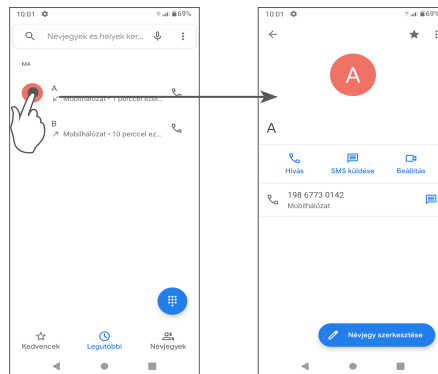 10:01
69%
Névjegyek és helyek ker...
MA
A
Mobilhálózat • 1 perccel ezel...
B
Mobilhálózat • 10 perccel ez...
Kedvencek
Legutóbbi
Névjegyek
10:01
69%
A
A
Hívás
SMS küldése
Beállítás
198 6773 0142
Mobilhálózat
Névjegy szerkesztése